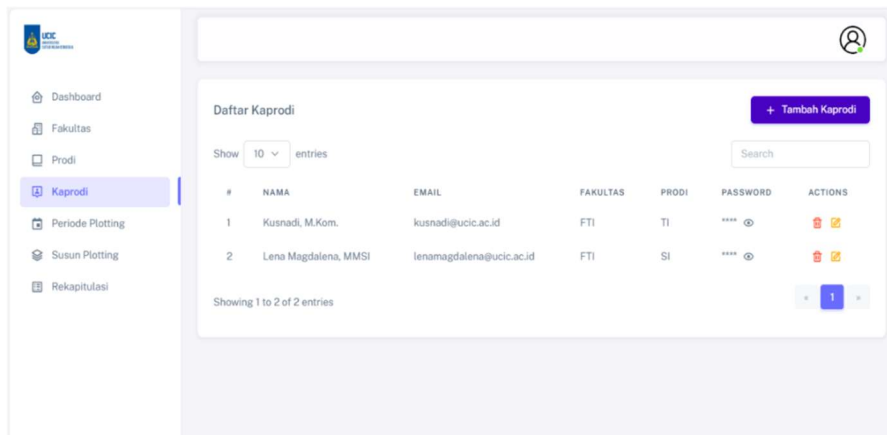 UCIC
Dashboard
Fakultas
Prodi
Kaprodi
Periode Plotting
Susun Plotting
Rekapitulasi
Daftar Kaprodi
+ Tambah Kaprodi
Show 10 entries
Search
# NAMA EMAIL FAKULTAS PRODI PASSWORD ACTIONS
1 Kusnadi, M.Kom. kusnadi@ucic.ac.id FTI TI ****
2 Lena Magdalena, MMSI lenamagdalena@ucic.ac.id FTI SI ****
Showing 1 to 2 of 2 entries
« 1 »